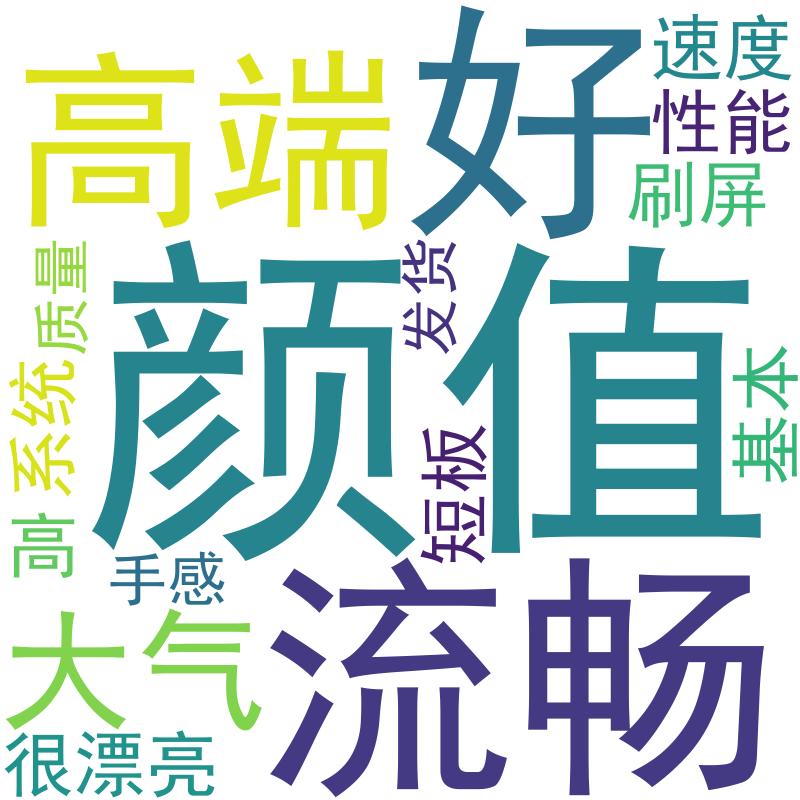 高端
好
速度
性能
刷屏
质量
颜值
发货
系统
基本
短板
高
手感
流畅
大气
很漂亮